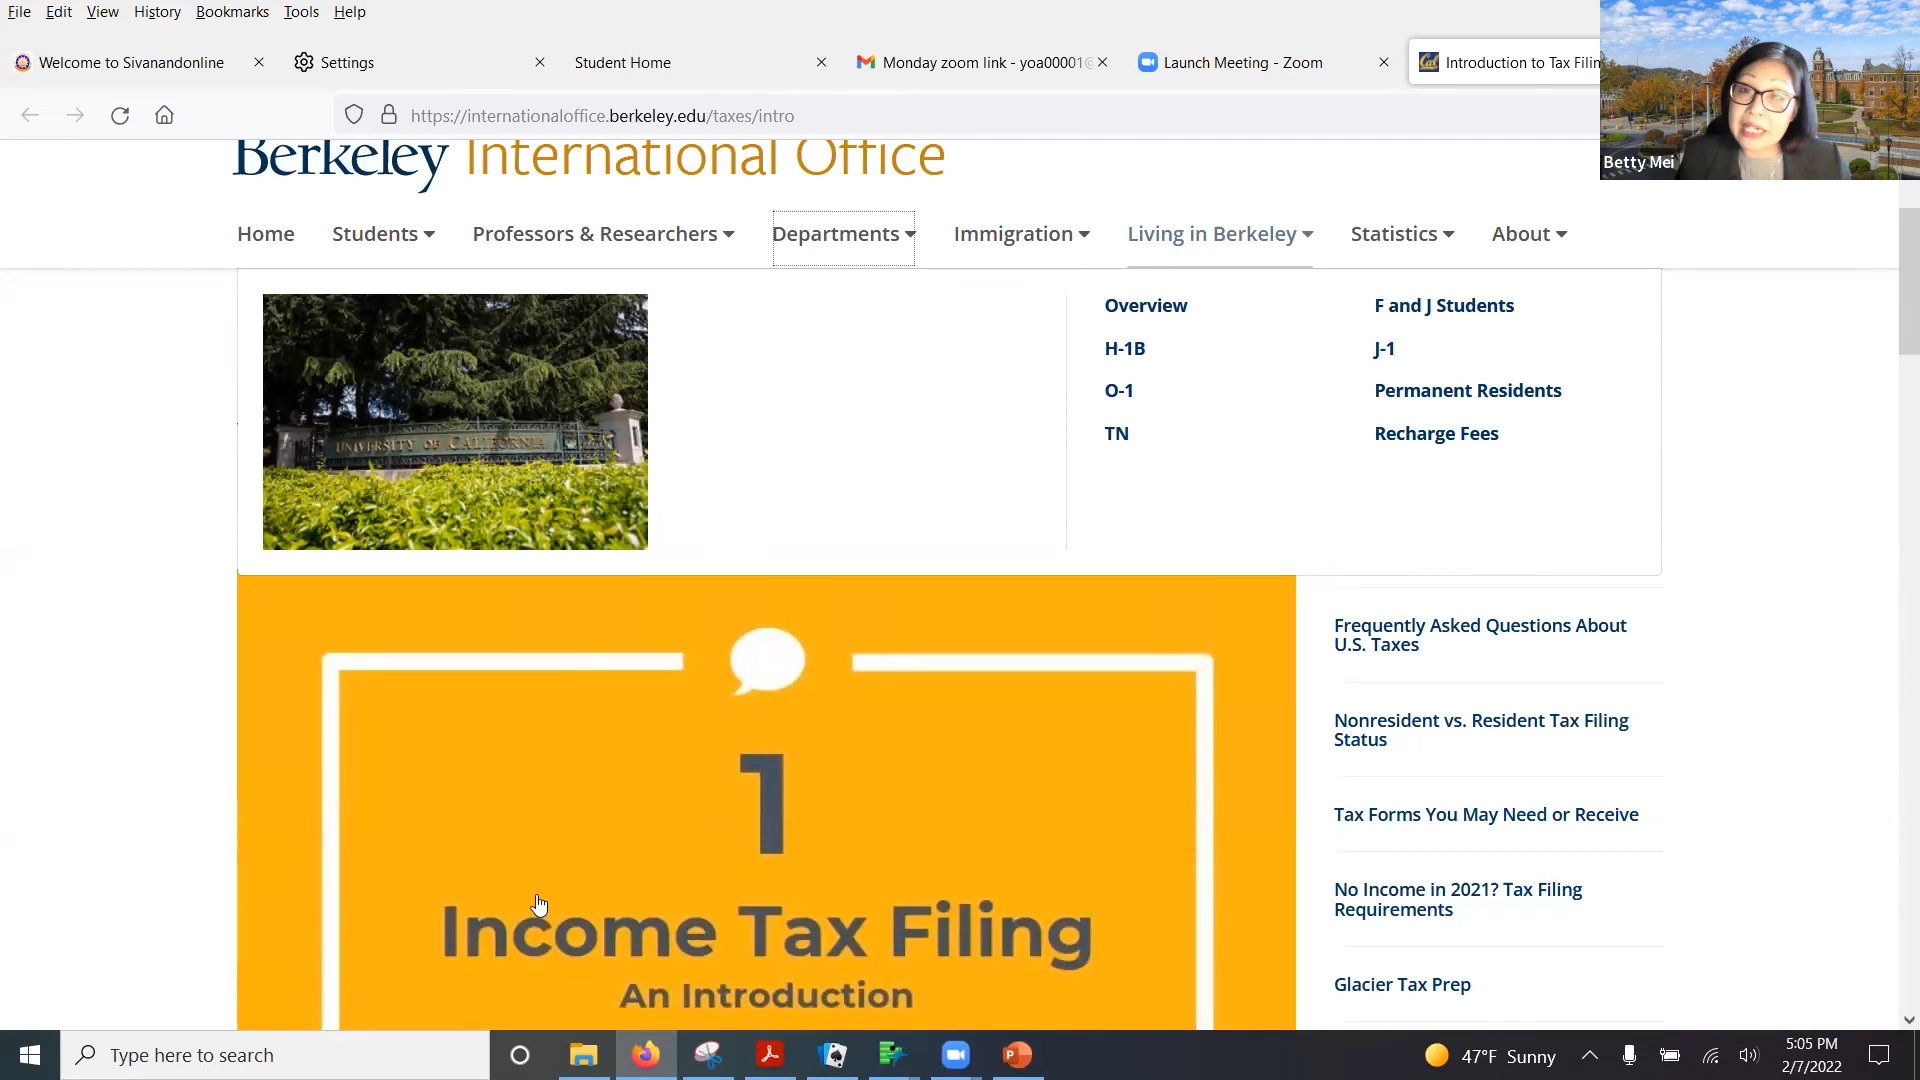 File Edit View History Bookmarks Tools Help
Welcome to Sivanandonline
Settings
Student Home
Monday zoom link - yoa00001@
Launch Meeting - Zoom
Introduction to Tax Filin
https://internationaloffice.berkeley.edu/taxes/intro
Betty Mei
Berkeley International Office
Home Students Professors & Researchers Departments Immigration Living in Berkeley Statistics About
UNIVERSITY OF CALIFORNIA
Overview
H-1B
O-1
TN
F and J Students
J-1
Permanent Residents
Recharge Fees
1
Income Tax Filing
An Introduction
Frequently Asked Questions About
U.S. Taxes
Nonresident vs. Resident Tax Filing
Status
Tax Forms You May Need or Receive
No Income in 2021? Tax Filing
Requirements
Glacier Tax Prep
Type here to search
47°F Sunny
5:05 PM
2/7/2022